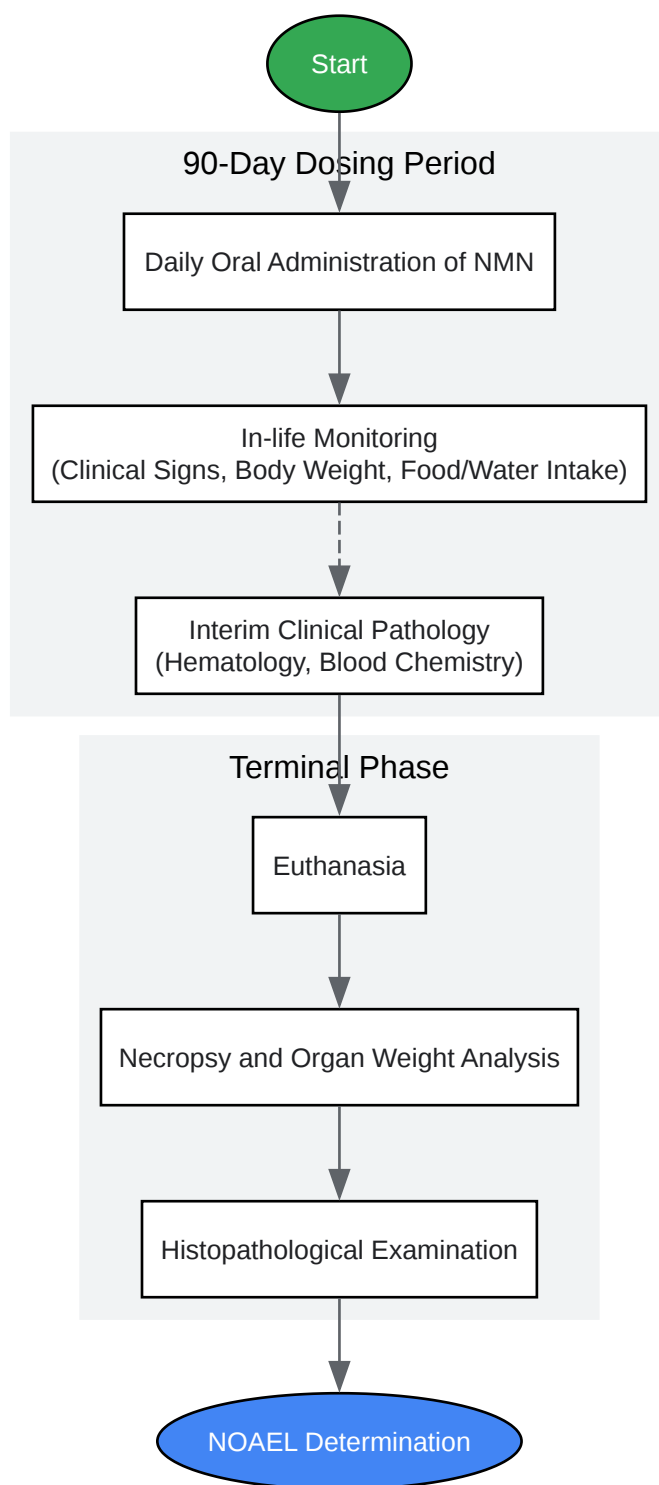 Start
90-Day Dosing Period
Daily Oral Administration of NMN
In-life Monitoring
(Clinical Signs, Body Weight, Food/Water Intake)
Interim Clinical Pathology
(Hematology, Blood Chemistry)
Terminal Phase
Euthanasia
Necropsy and Organ Weight Analysis
Histopathological Examination
NOAEL Determination